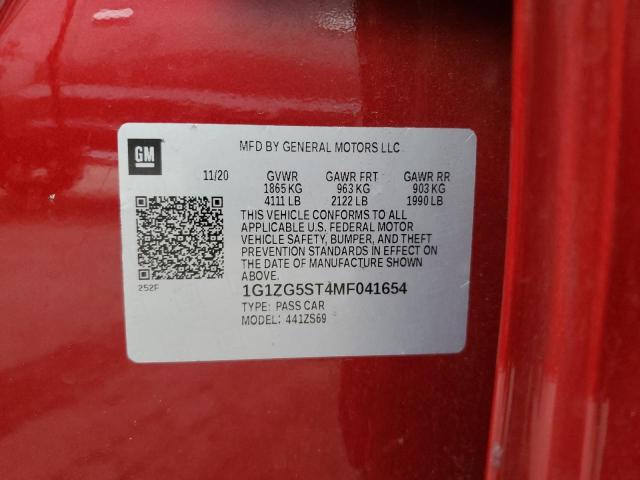 GM
MFD BY GENERAL MOTORS LLC
11/20 GVWR GAWR FRT GAWR RR
1865 KG 963 KG 903 KG
4111 LB 2122 LB 1990 LB
THIS VEHICLE CONFORMS TO ALL
APPLICABLE U.S. FEDERAL MOTOR
VEHICLE SAFETY, BUMPER, AND THEFT
PREVENTION STANDARDS IN EFFECT
ON THE DATE OF MANUFACTURE SHOWN
ABOVE.
252F
1G1ZG5ST4MF041654
TYPE: PASS CAR
MODEL: 441ZS69